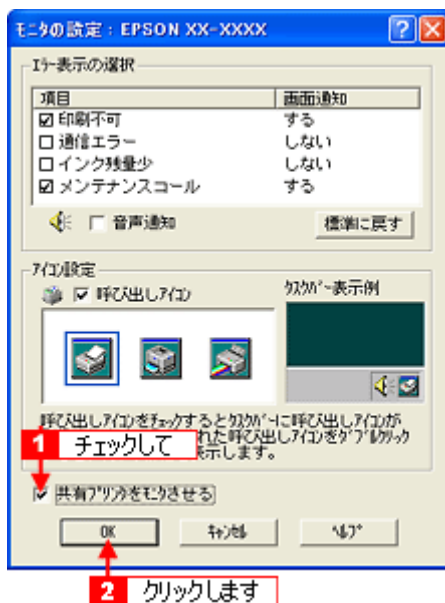 モニタの設定：EPSON XX-XXXX
エラー表示の選択
項目 画面通知
印刷不可 する
通信エラー しない
インク残量少 しない
メンテナンスコール する
音声通知 標準に戻す
アイコン設定
呼び出しアイコン タスクバー表示例
呼び出しアイコンをチェックするとタスクバーに呼び出しアイコンが
れた呼び出しアイコンをダブルクリック
示します。
1 チェックして
共有プリンタをモニタさせる
OK キャンセル ヘルプ
2 クリックします